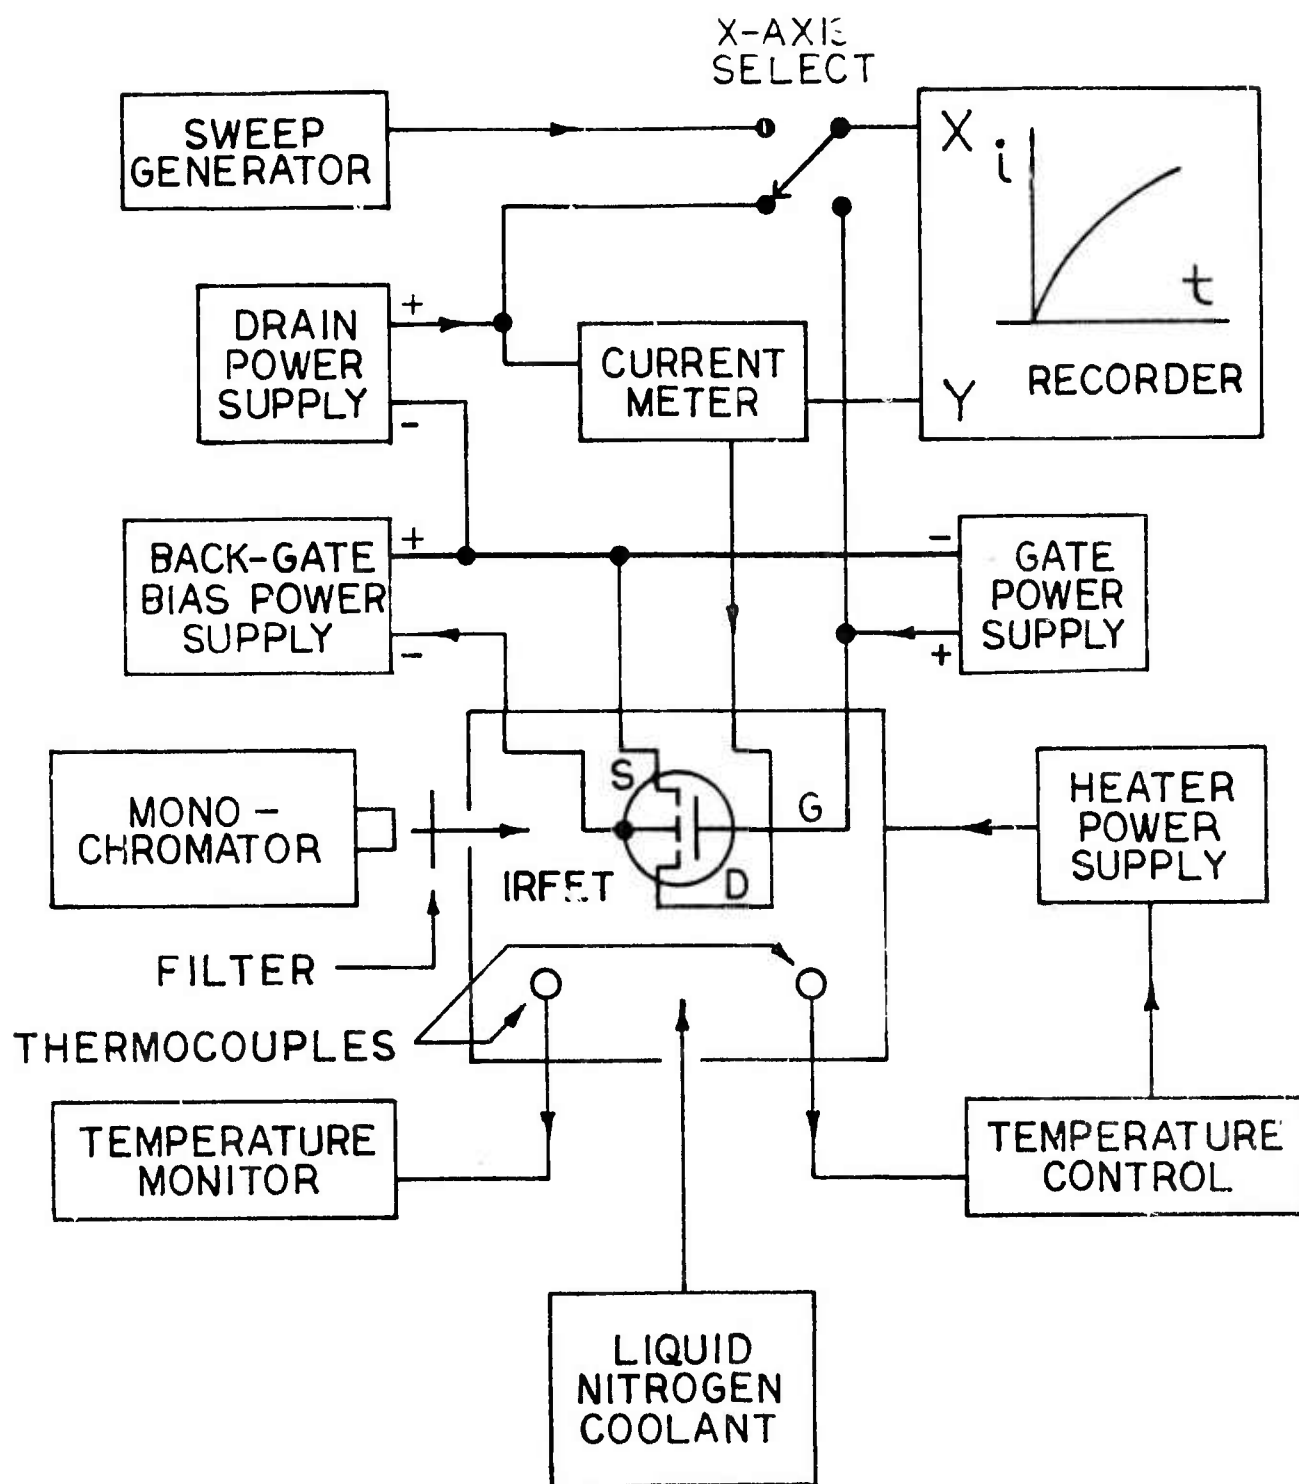 X-AXIS
SELECT
SWEEP
GENERATOR
X
i
t
RECORDER
Y
DRAIN
POWER
SUPPLY
+
-
CURRENT
METER
BACK-GATE
BIAS POWER
SUPPLY
+
-
GATE
POWER
SUPPLY
-
+
MONO-
CHROMATOR
S
G
D
IRFET
HEATER
POWER
SUPPLY
FILTER
THERMOCOUPLES
TEMPERATURE
MONITOR
TEMPERATURE
CONTROL
LIQUID
NITROGEN
COOLANT